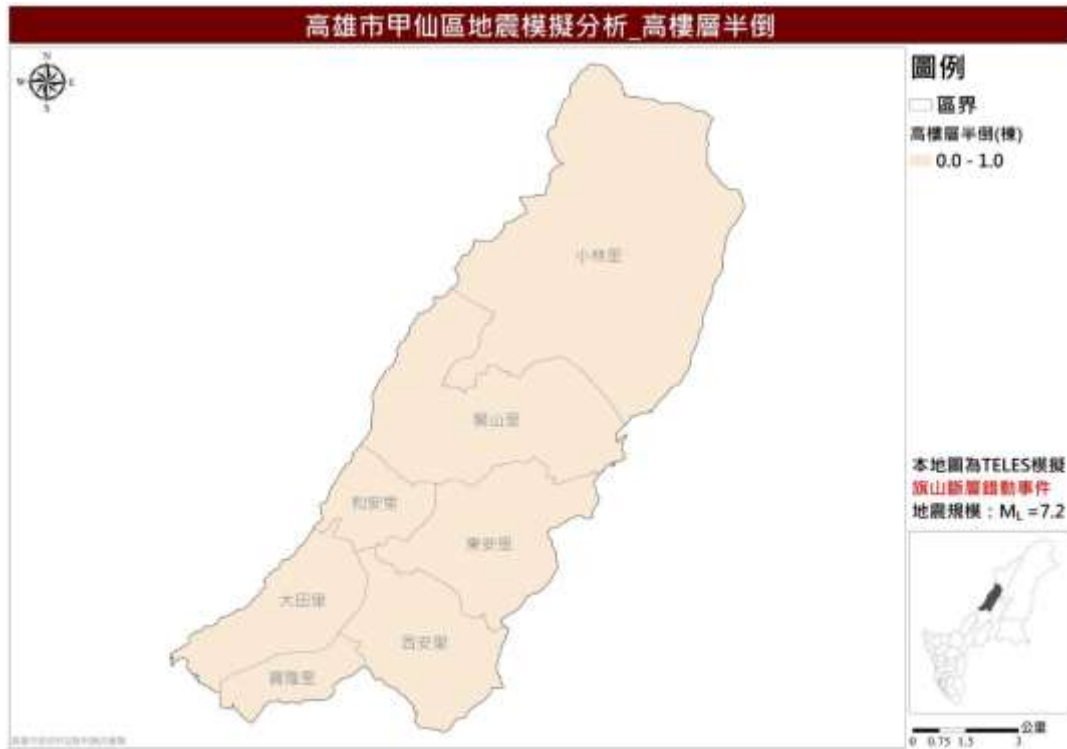 高雄市甲仙區地震模擬分析_高樓層半倒
N
W
E
S
圖例
區界
高樓層半倒(棟)
0.0 - 1.0
小林里
關山里
和安里
東安里
大田里
西安里
寶隆里
本地圖為TELES模擬
旗山斷層錯動事件
地震規模：ML =7.2
公里
0 0.75 1.5 3